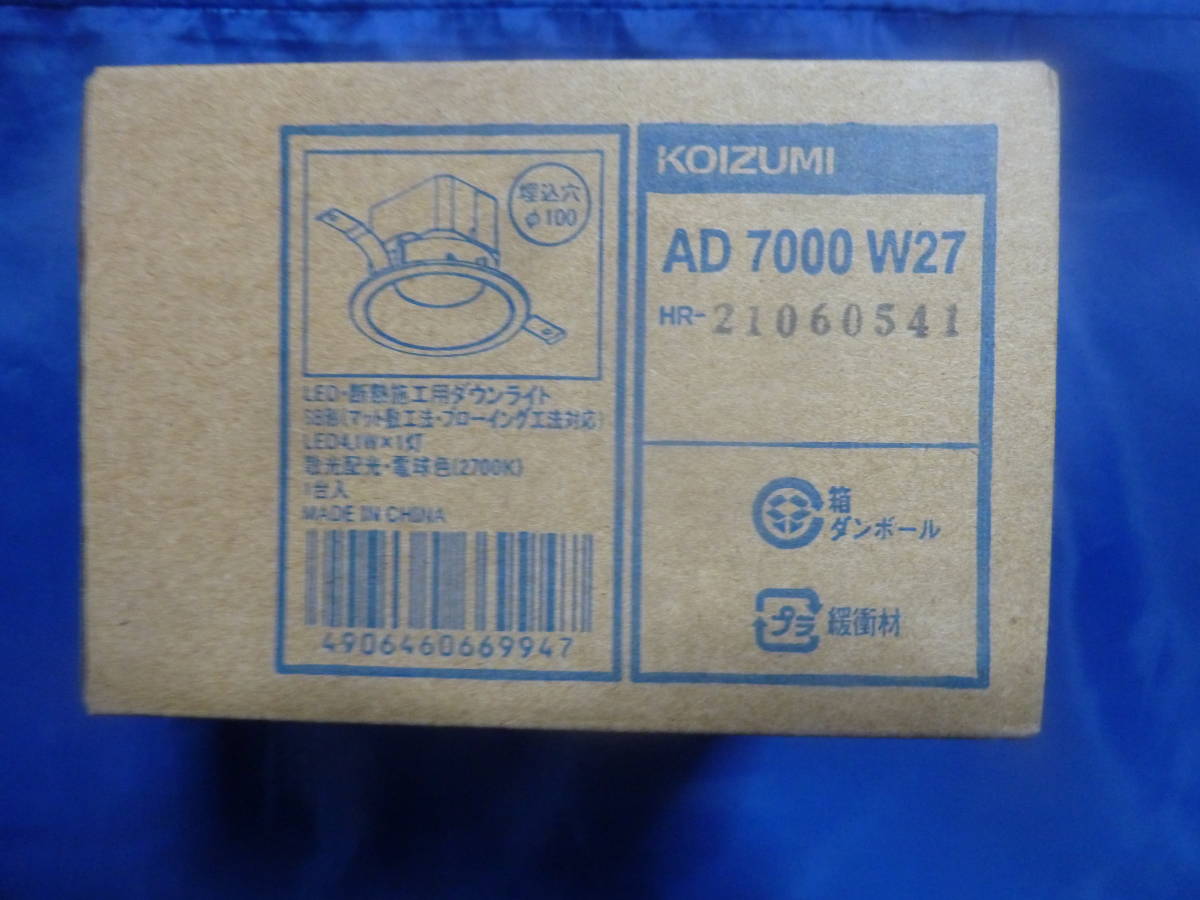 埋込穴
φ100
LED・断熱施工用ダウンライト
SB形(マット敷工法・ブローイング工法対応)
LED4.1W×1灯
散光配光・電球色(2700K)
1台入
MADE IN CHINA
4906460669947
KOIZUMI
AD 7000 W27
HR-21060541
箱
ダンボール
プラ
緩衝材